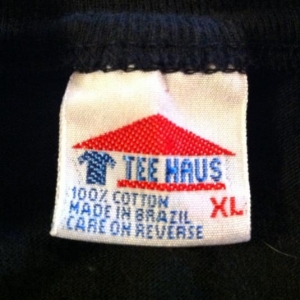 TEE HAUS
100% COTTON
MADE IN BRAZIL XL
CARE ON REVERSE